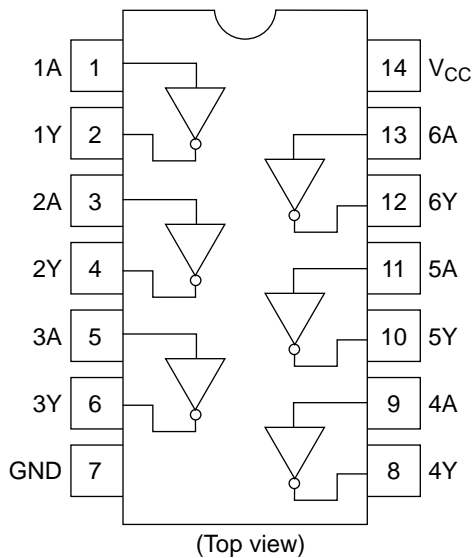 1A 1 14 VCC
1Y 2 13 6A
2A 3 12 6Y
2Y 4 11 5A
3A 5 10 5Y
3Y 6 9 4A
GND 7 8 4Y
(Top view)